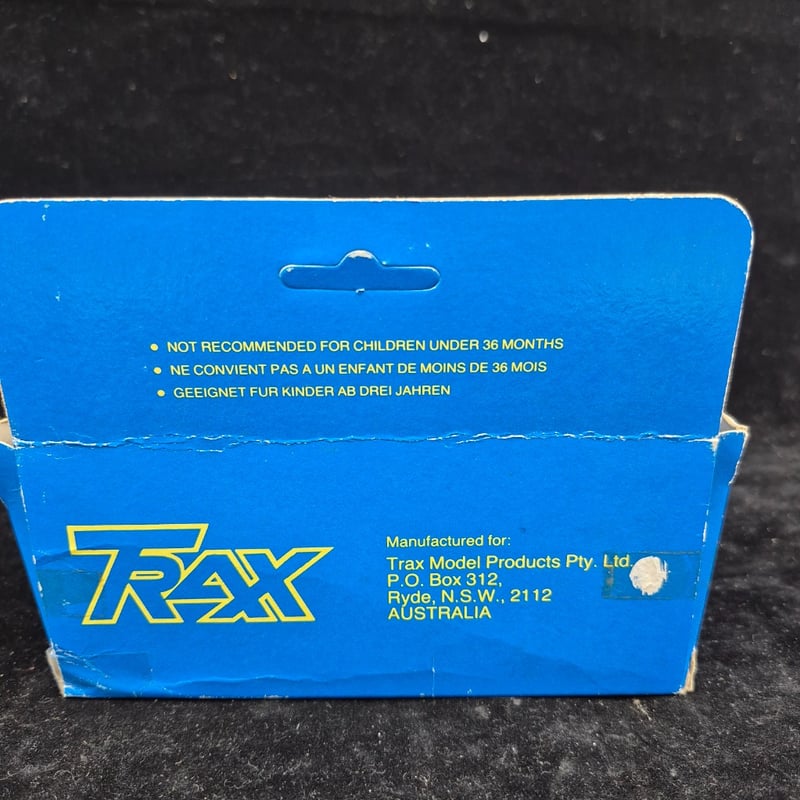 • NOT RECOMMENDED FOR CHILDREN UNDER 36 MONTHS
• NE CONVIENT PAS A UN ENFANT DE MOINS DE 36 MOIS
• GEEIGNET FUR KINDER AB DREI JAHREN
TRAX
Manufactured for:
Trax Model Products Pty. Ltd.
P.O. Box 312,
Ryde, N.S.W., 2112
AUSTRALIA